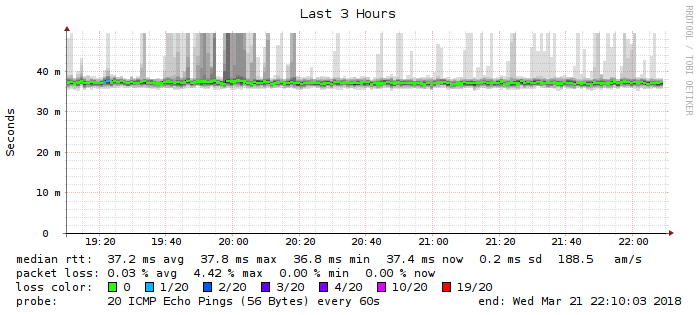 Last 3 Hours
RRDTOOL / TOBI OETIKER
Seconds
40 m
30 m
20 m
10 m
0
19:20 19:40 20:00 20:20 20:40 21:00 21:20 21:40 22:00
median rtt: 37.2 ms avg 37.8 ms max 36.8 ms min 37.4 ms now 0.2 ms sd 188.5 am/s
packet loss: 0.03 % avg 4.42 % max 0.00 % min 0.00 % now
loss color: 0 1/20 2/20 3/20 4/20 10/20 19/20
probe: 20 ICMP Echo Pings (56 Bytes) every 60s end: Wed Mar 21 22:10:03 2018